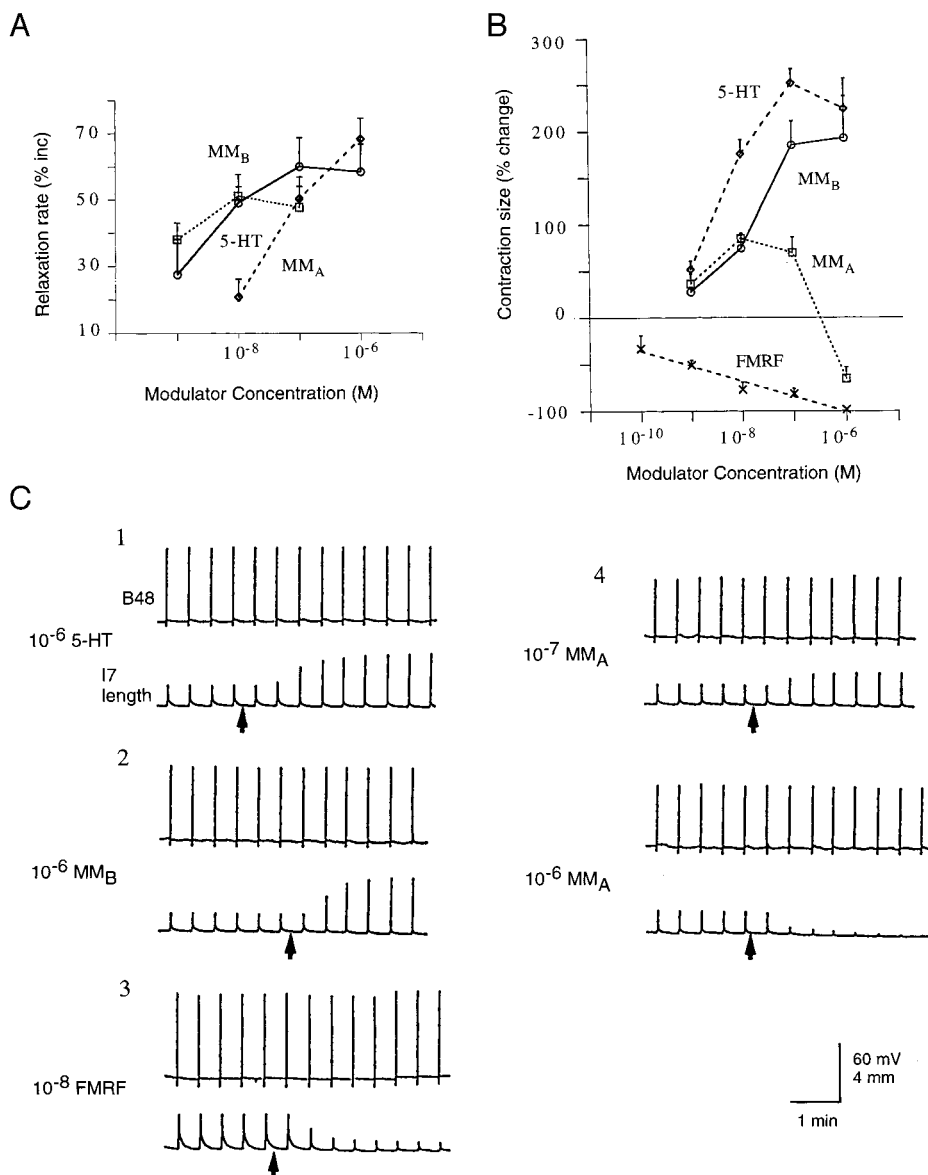 A
Relaxation rate (% inc)
70
50
30
10
MM_B
5-HT
MM_A
10^-8
10^-6
Modulator Concentration (M)
B
Contraction size (% change)
300
200
100
0
-100
5-HT
MM_B
MM_A
FMRF
10^-10
10^-8
10^-6
Modulator Concentration (M)
C
1
B48
10^-6 5-HT
I7
length
2
10^-6 MM_B
3
10^-8 FMRF
4
10^-7 MM_A
10^-6 MM_A
60 mV
4 mm
1 min